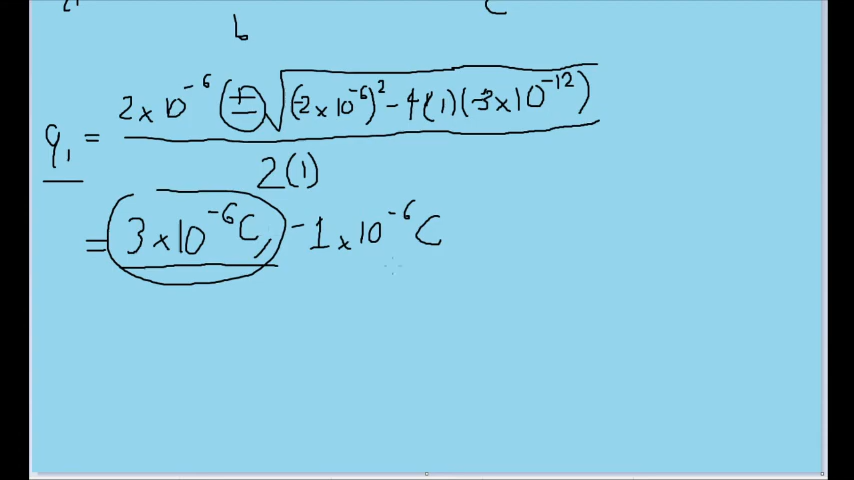 b
q₁ = 2 × 10⁻⁶ ± √(-2 × 10⁻⁶)² - 4(1)(-3 × 10⁻¹²) / 2(1)
= 3 × 10⁻⁶ C, -1 × 10⁻⁶ C